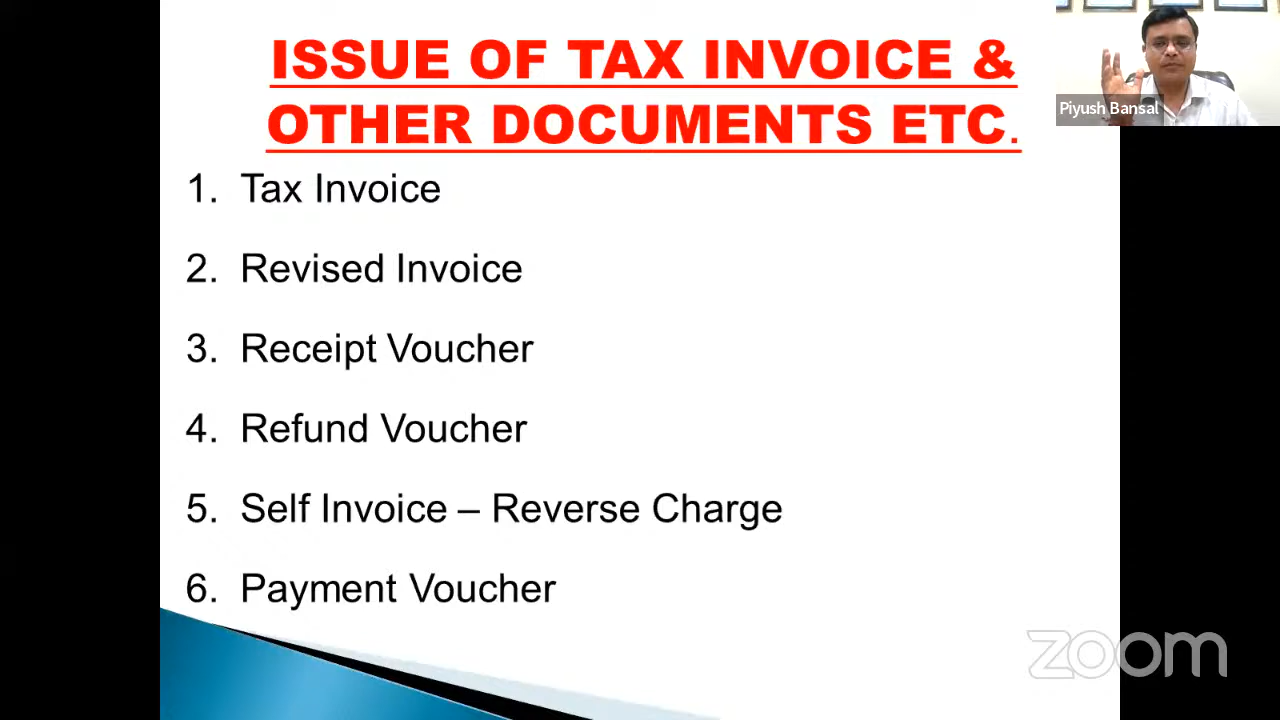 ISSUE OF TAX INVOICE &
OTHER DOCUMENTS ETC.
Piyush Bansal
1. Tax Invoice
2. Revised Invoice
3. Receipt Voucher
4. Refund Voucher
5. Self Invoice – Reverse Charge
6. Payment Voucher
zoom